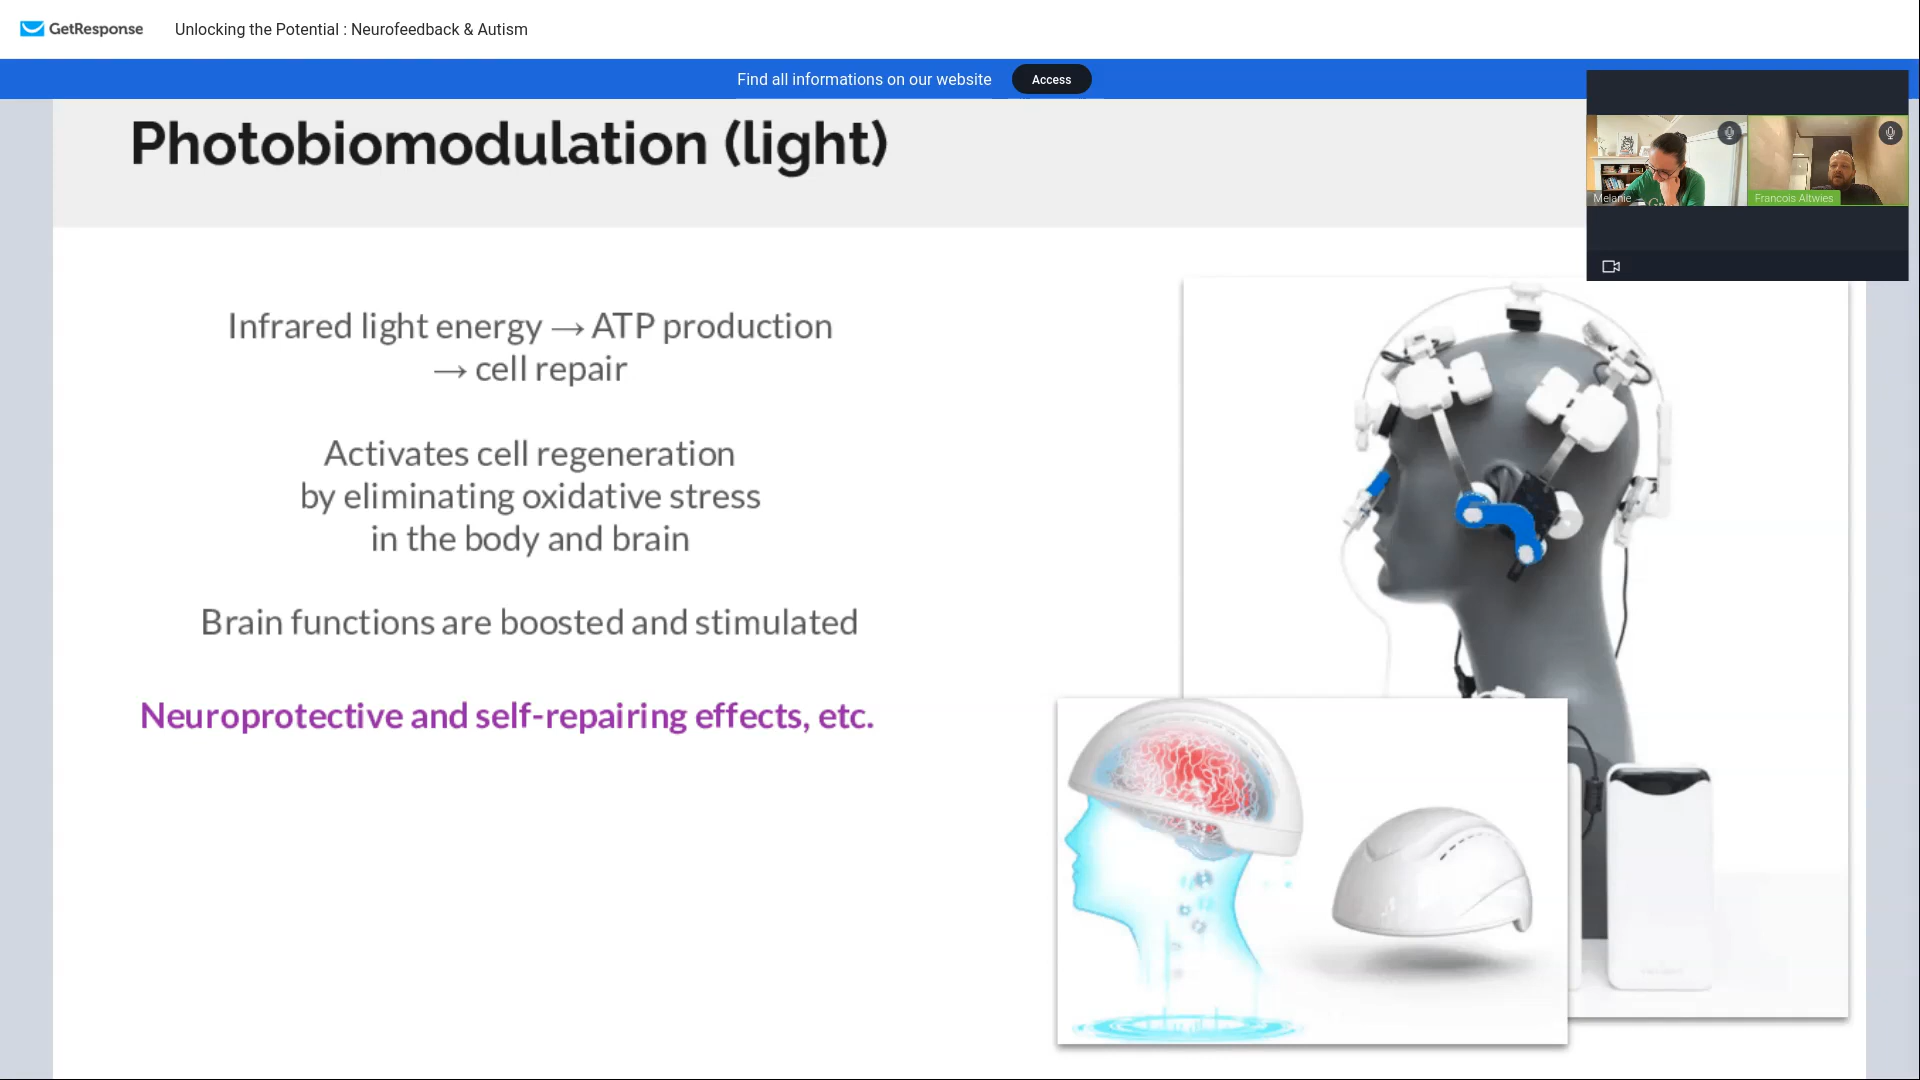 GetResponse
Unlocking the Potential : Neurofeedback & Autism
Find all informations on our website
Access
Photobiomodulation (light)
Melanie
Francois Altwies
Infrared light energy → ATP production
→ cell repair
Activates cell regeneration
by eliminating oxidative stress
in the body and brain
Brain functions are boosted and stimulated
Neuroprotective and self-repairing effects, etc.